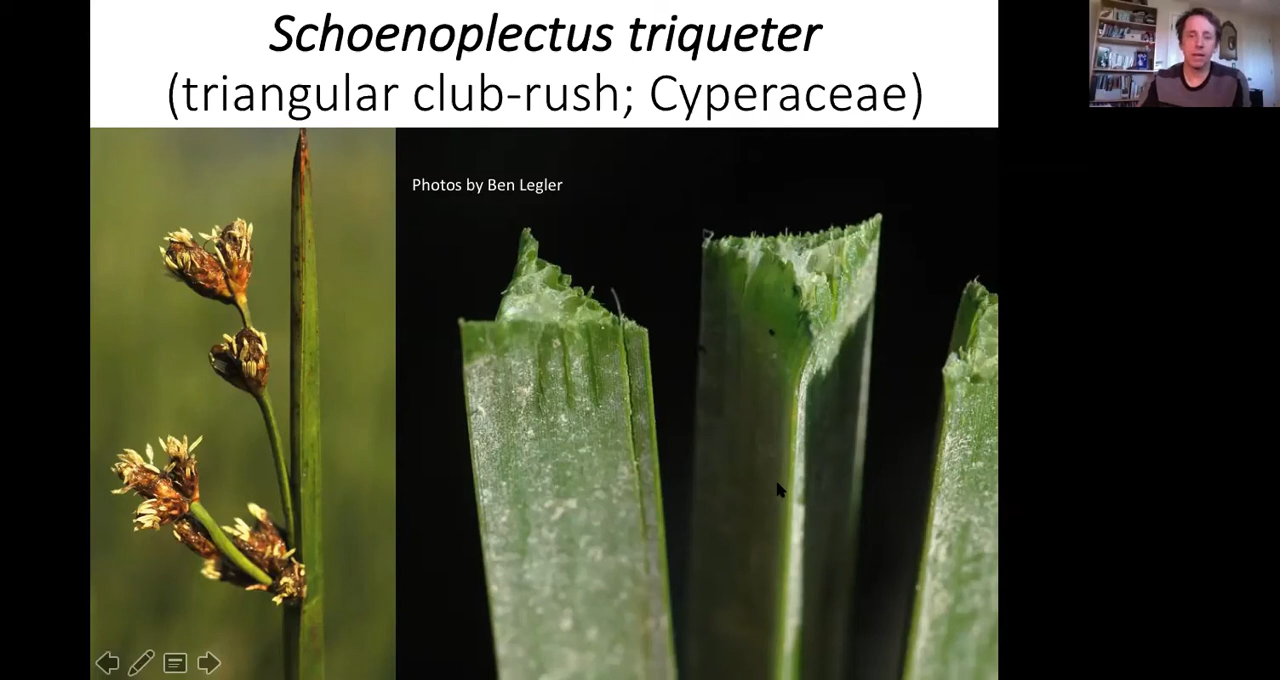 Schoenoplectus triqueter
(triangular club-rush; Cyperaceae)
Photos by Ben Legler